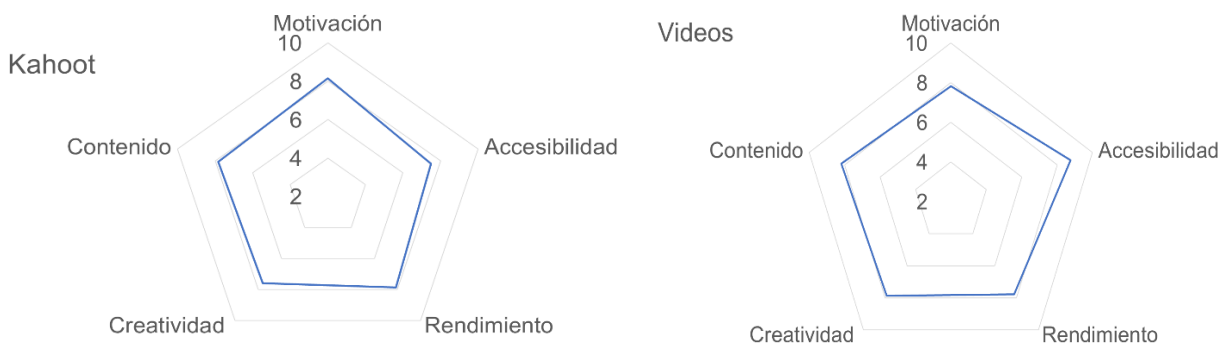 Kahoot
Motivación
10
8
6
4
2
Contenido
Accesibilidad
Creatividad
Rendimiento
Videos
Motivación
10
8
6
4
2
Contenido
Accesibilidad
Creatividad
Rendimiento